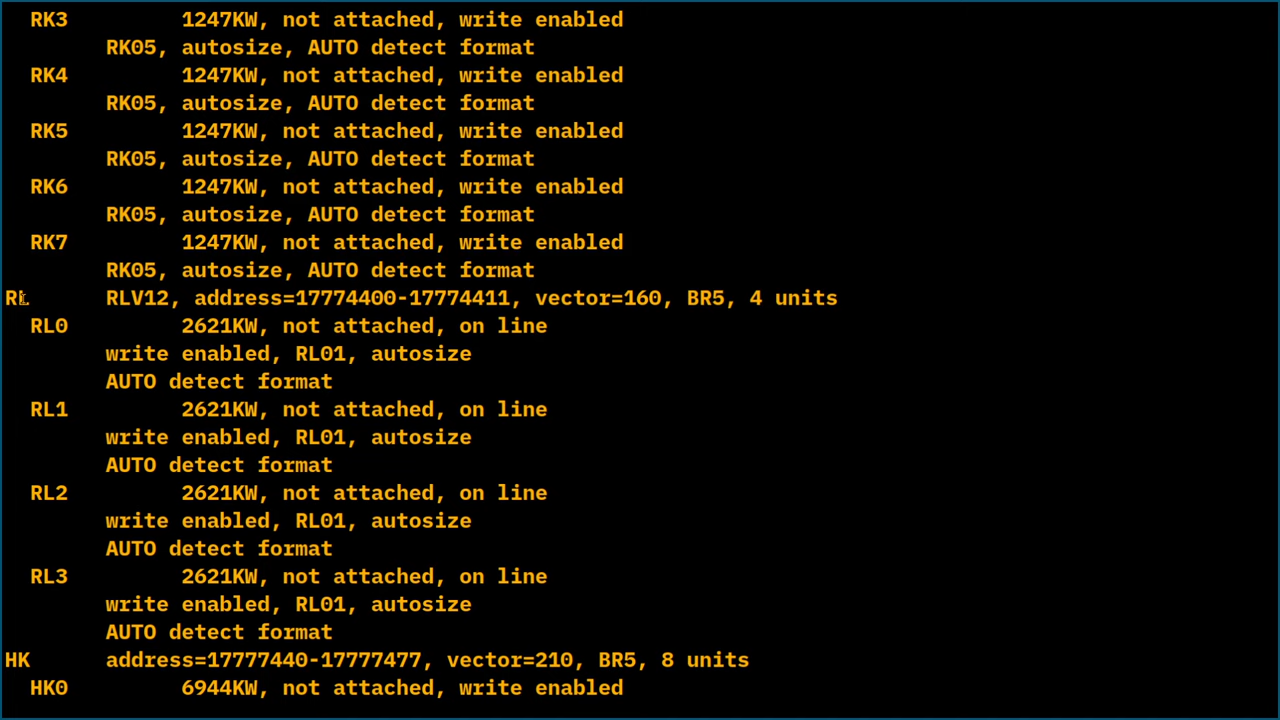 RK3 1247KW, not attached, write enabled
RK05, autosize, AUTO detect format
RK4 1247KW, not attached, write enabled
RK05, autosize, AUTO detect format
RK5 1247KW, not attached, write enabled
RK05, autosize, AUTO detect format
RK6 1247KW, not attached, write enabled
RK05, autosize, AUTO detect format
RK7 1247KW, not attached, write enabled
RK05, autosize, AUTO detect format
RL RLV12, address=17774400-17774411, vector=160, BR5, 4 units
RL0 2621KW, not attached, on line
write enabled, RL01, autosize
AUTO detect format
RL1 2621KW, not attached, on line
write enabled, RL01, autosize
AUTO detect format
RL2 2621KW, not attached, on line
write enabled, RL01, autosize
AUTO detect format
RL3 2621KW, not attached, on line
write enabled, RL01, autosize
AUTO detect format
HK address=17777440-17777477, vector=210, BR5, 8 units
HK0 6944KW, not attached, write enabled